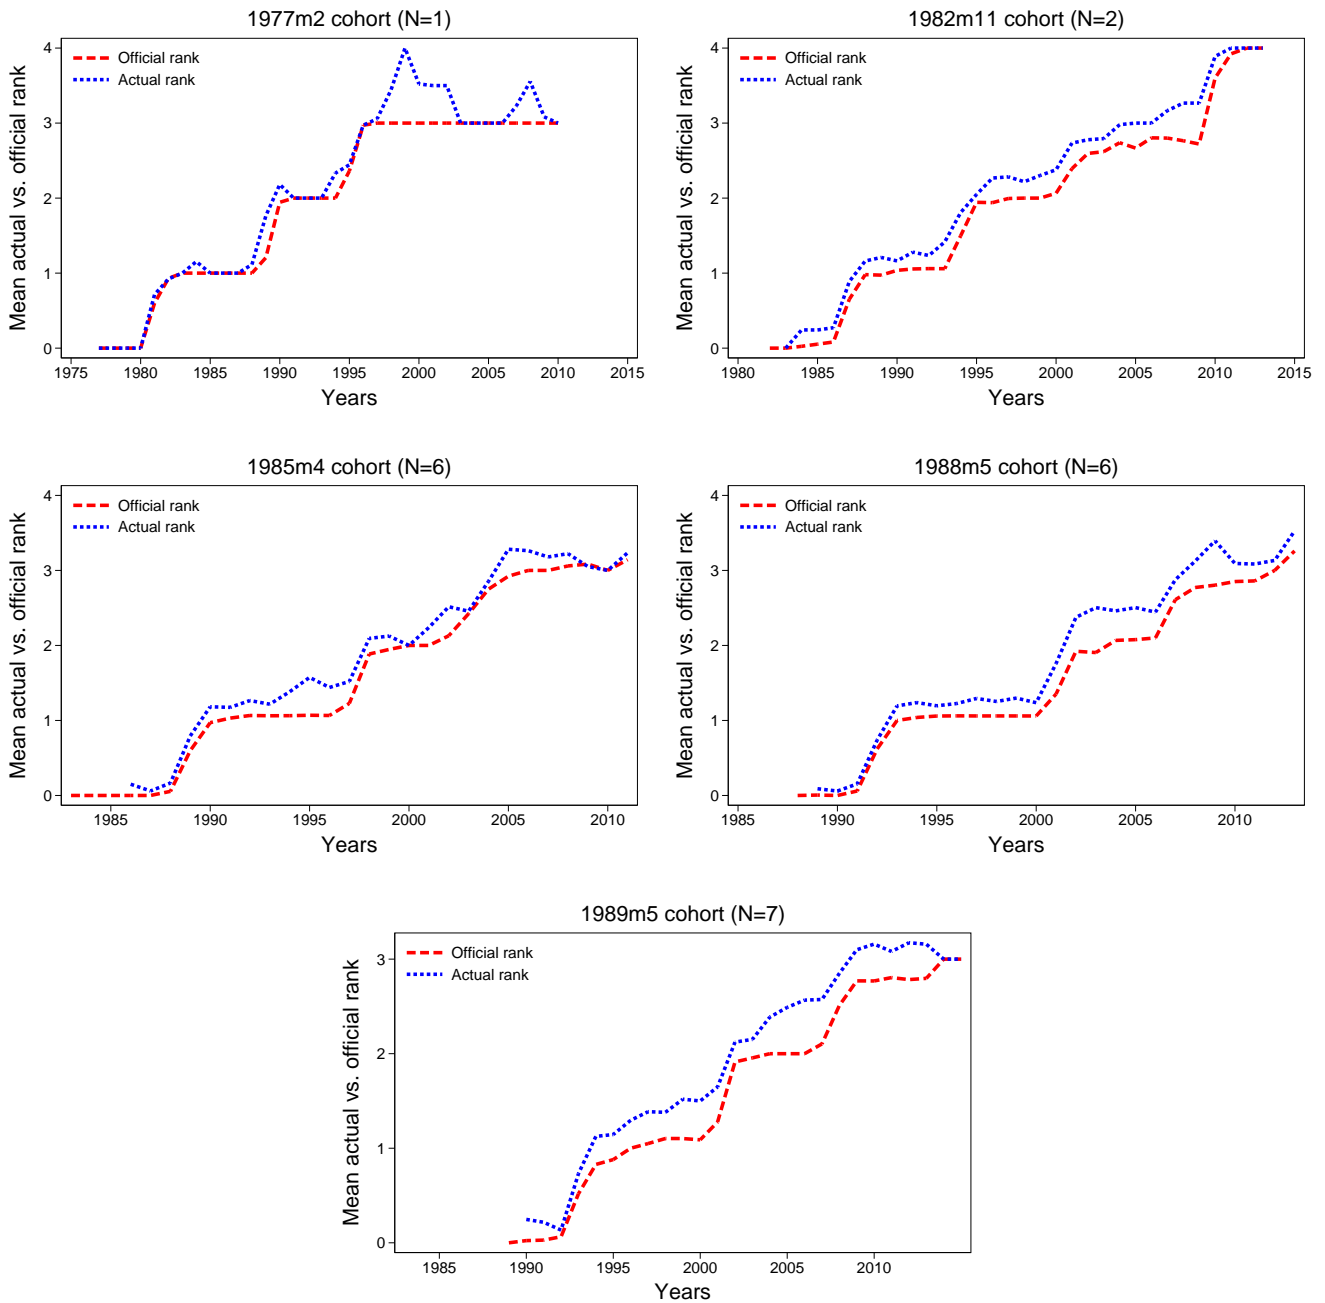 1977m2 cohort (N=1)
Mean actual vs. official rank
4
3
2
1
0
Official rank
Actual rank
1975 1980 1985 1990 1995 2000 2005 2010 2015
Years
1982m11 cohort (N=2)
Mean actual vs. official rank
4
3
2
1
0
Official rank
Actual rank
1980 1985 1990 1995 2000 2005 2010 2015
Years
1985m4 cohort (N=6)
Mean actual vs. official rank
4
3
2
1
0
Official rank
Actual rank
1985 1990 1995 2000 2005 2010
Years
1988m5 cohort (N=6)
Mean actual vs. official rank
4
3
2
1
0
Official rank
Actual rank
1985 1990 1995 2000 2005 2010
Years
1989m5 cohort (N=7)
Mean actual vs. official rank
3
2
1
0
Official rank
Actual rank
1985 1990 1995 2000 2005 2010
Years